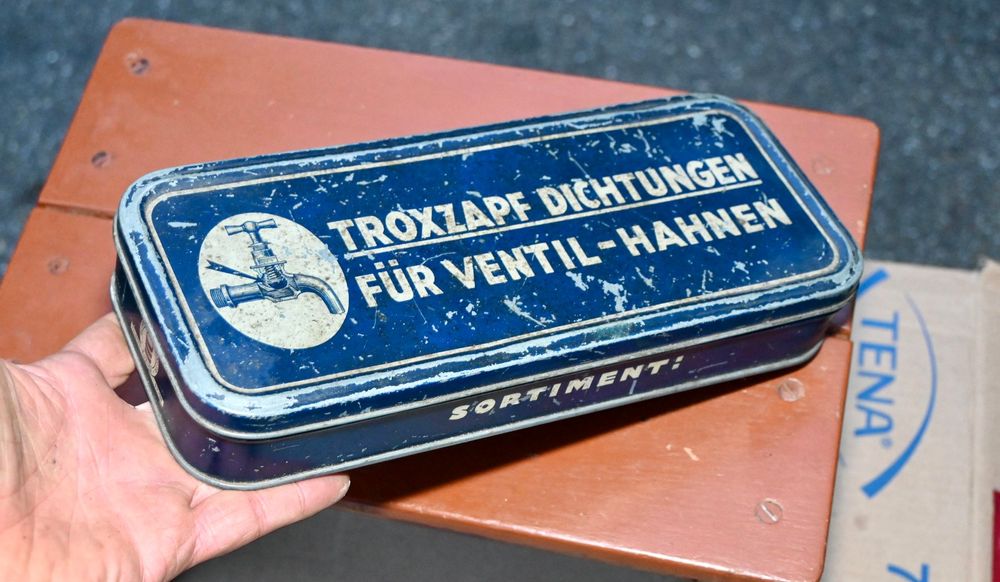 TROXZAPF DICHTUNGEN
FÜR VENTIL-HAHNEN
SORTIMENT:
TENA®